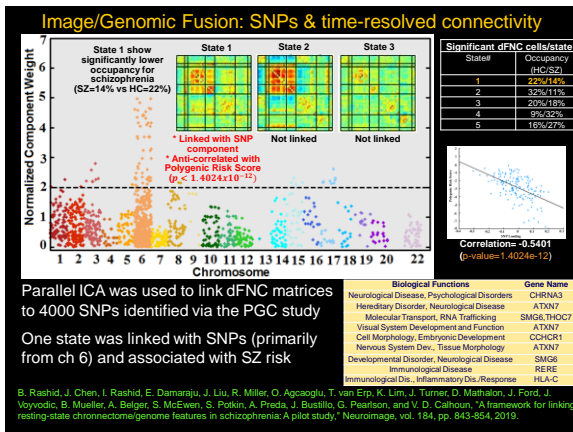 Image/Genomic Fusion: SNPs & time-resolved connectivity
Normalized Component Weight
7
6
5
4
3
2
1
0
State 1 show
significantly lower
occupancy for
schizophrenia
(SZ=14% vs HC=22%)
State 1
State 2
State 3
* Linked with SNP
component
* Anti-correlated with
Polygenic Risk Score
(p < 1.4024x10⁻¹²)
Not linked
Not linked
1 2 3 4 5 6 7 8 9 10 11 12 13 14 15 16 17 18 19 20 22
Chromosome
Significant dFNC cells/state
State# Occupancy
(HC/SZ)
1 22%/14%
2 32%/11%
3 20%/18%
4 9%/32%
5 16%/27%
Correlation= -0.5401
(p-value=1.4024e-12)
Parallel ICA was used to link dFNC matrices
to 4000 SNPs identified via the PGC study
One state was linked with SNPs (primarily
from ch 6) and associated with SZ risk
Biological Functions Gene Name
Neurological Disease, Psychological Disorders CHRNA3
Hereditary Disorder, Neurological Disease ATXN7
Molecular Transport, RNA Trafficking SMG6,THOC7
Visual System Development and Function ATXN7
Cell Morphology, Embryonic Development CCHCR1
Nervous System Dev., Tissue Morphology ATXN7
Developmental Disorder, Neurological Disease SMG6
Immunological Disease RERE
Immunological Dis., Inflammatory Dis./Response HLA-C
B. Rashid, J. Chen, I. Rashid, E. Damaraju, J. Liu, R. Miller, O. Agcaoglu, T. van Erp, K. Lim, J. Turner, D. Mathalon, J. Ford, J.
Voyvodic, B. Mueller, A. Belger, S. McEwen, S. Potkin, A. Preda, J. Bustillo, G. Pearlson, and V. D. Calhoun, "A framework for linking
resting-state chronnectome/genome features in schizophrenia: A pilot study," Neuroimage, vol. 184, pp. 843-854, 2019.